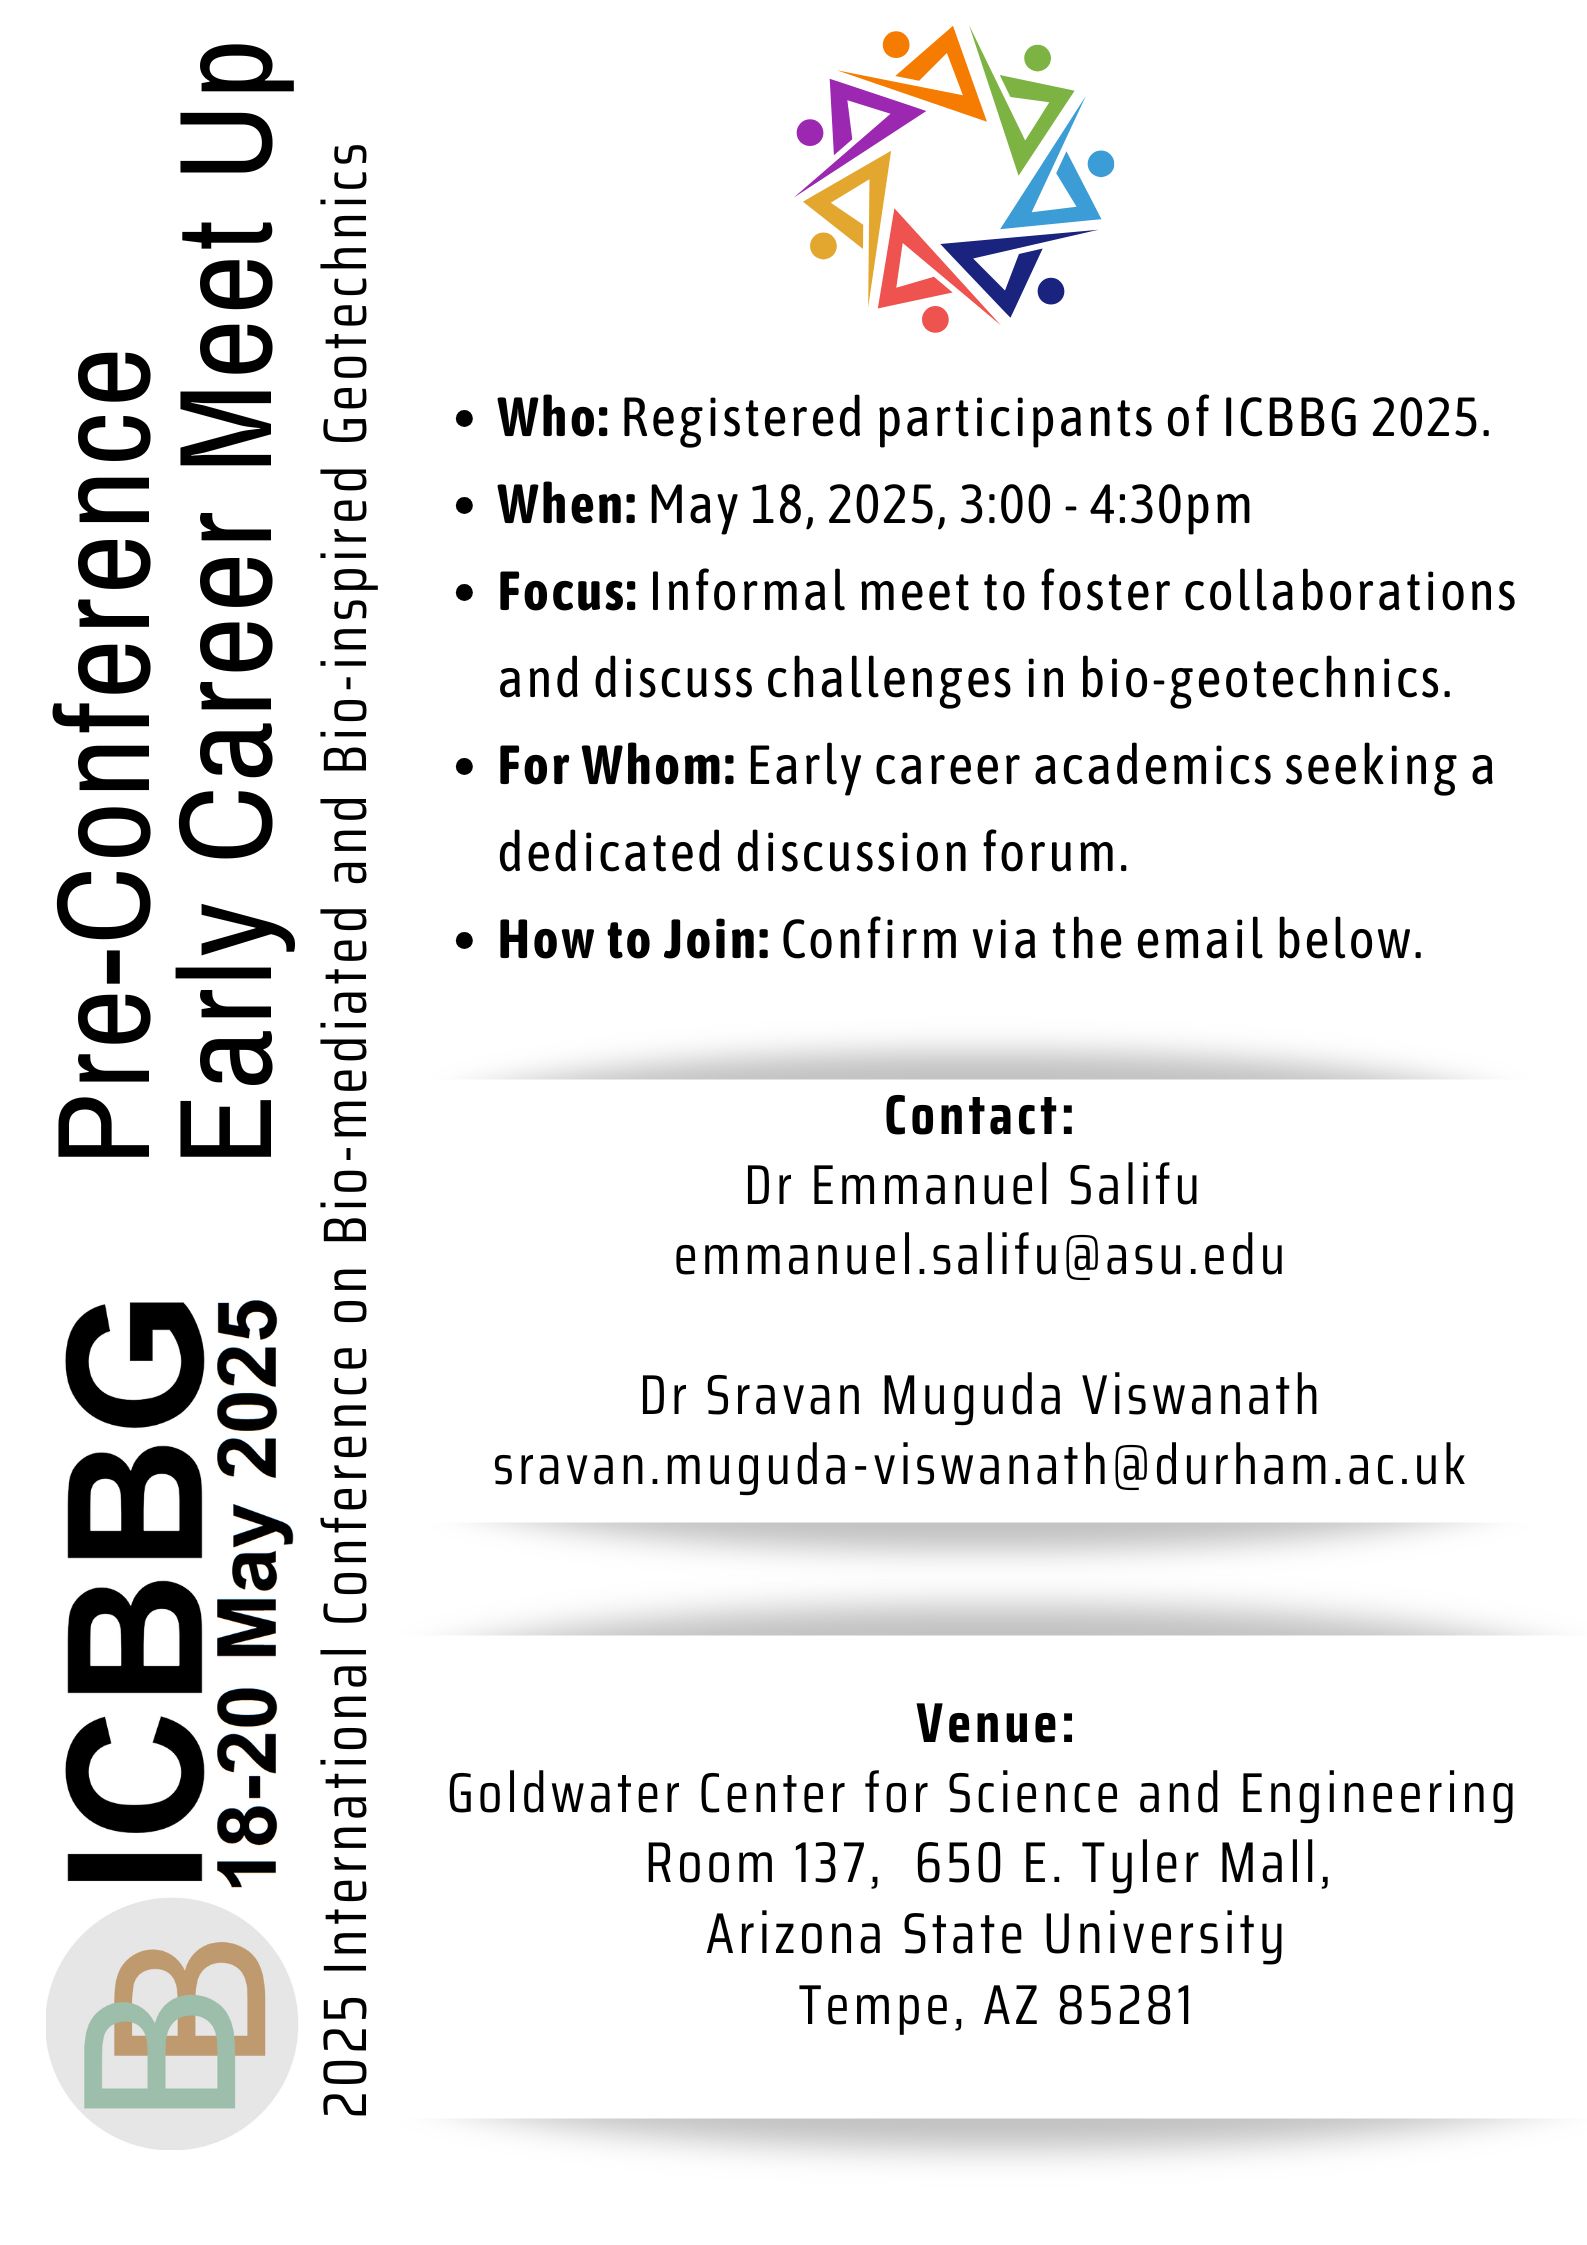 Pre-Conference
Early Career Meet Up
ICBBG
18-20 May 2025
2025 International Conference on Bio-mediated and Bio-inspired Geotechnics
BB
• Who: Registered participants of ICBBG 2025.
• When: May 18, 2025, 3:00 - 4:30pm
• Focus: Informal meet to foster collaborations
and discuss challenges in bio-geotechnics.
• For Whom: Early career academics seeking a
dedicated discussion forum.
• How to Join: Confirm via the email below.
Contact:
Dr Emmanuel Salifu
emmanuel.salifu@asu.edu
Dr Sravan Muguda Viswanath
sravan.muguda-viswanath@durham.ac.uk
Venue:
Goldwater Center for Science and Engineering
Room 137, 650 E. Tyler Mall,
Arizona State University
Tempe, AZ 85281